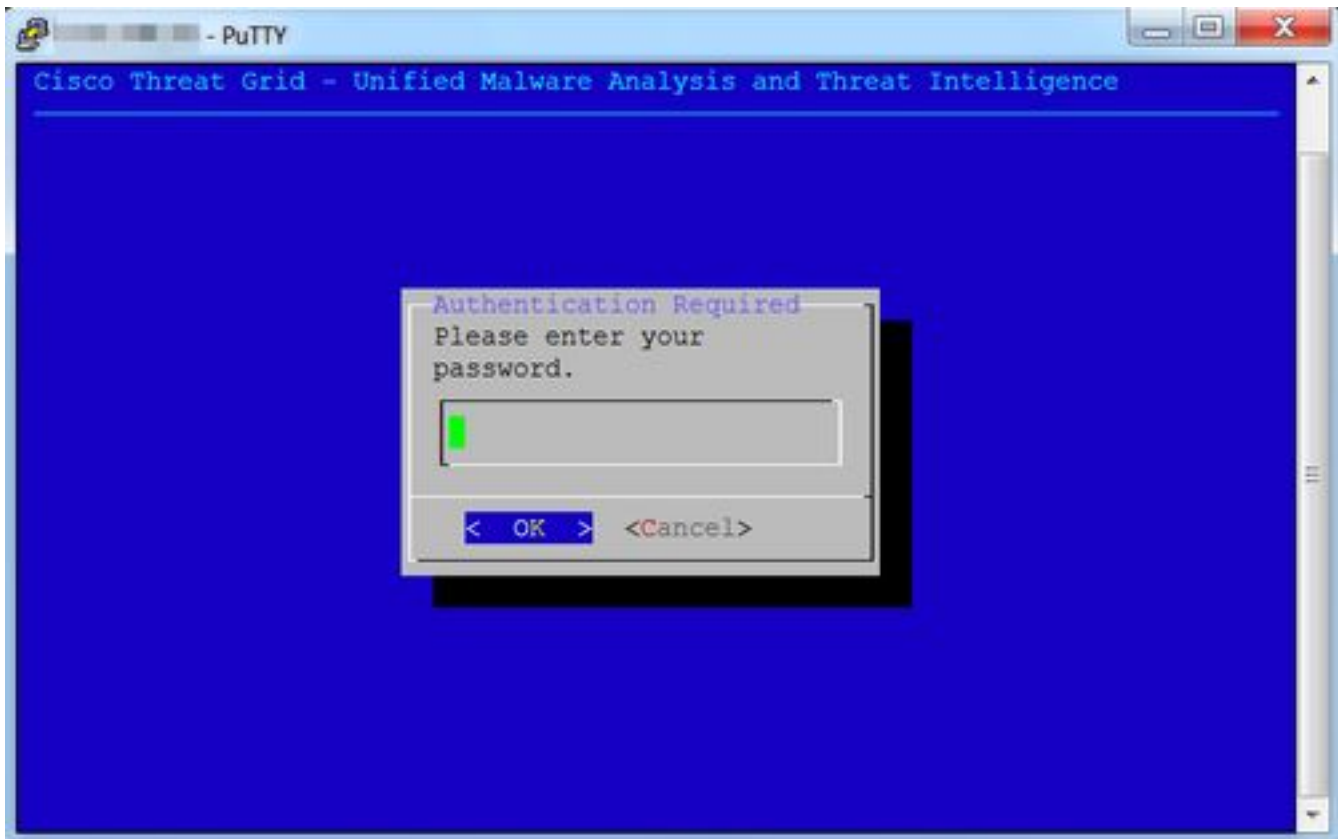 - PuTTY
Cisco Threat Grid - Unified Malware Analysis and Threat Intelligence
Authentication Required
Please enter your
password.
< OK > <Cancel>